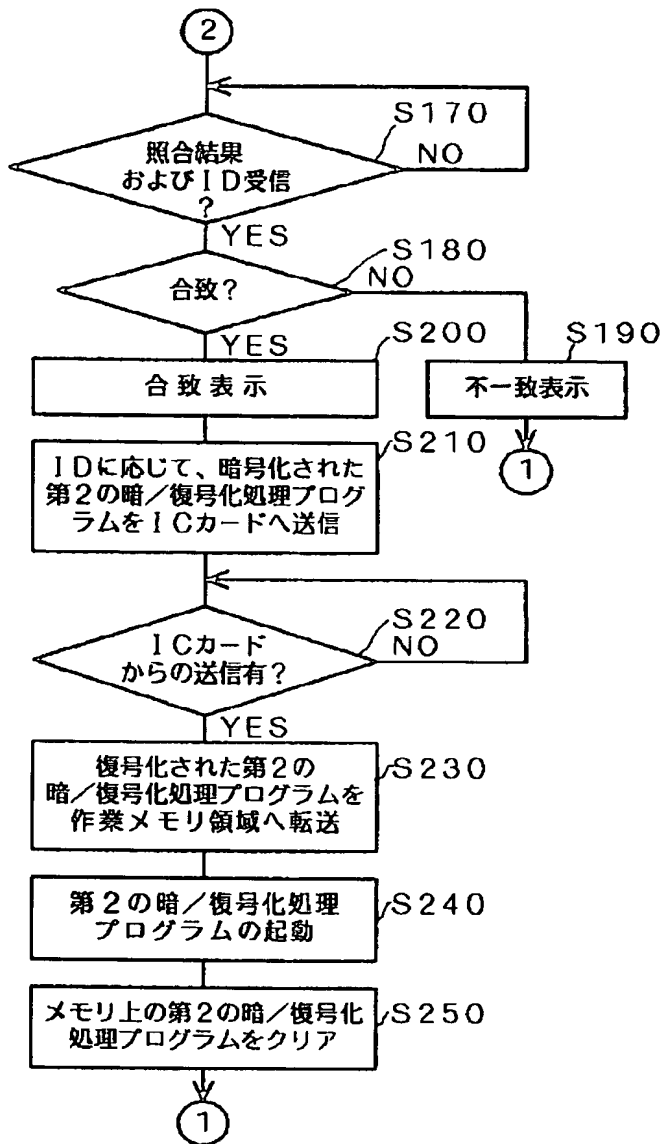 2
S170
照合結果
およびID受信
?
NO
YES
S180
合致?
NO
YES
S200
合致表示
S190
不一致表示
1
S210
IDに応じて、暗号化された
第2の暗/復号化処理プログ
ラムをICカードへ送信
S220
ICカード
からの送信有?
NO
YES
S230
復号化された第2の
暗/復号化処理プログラムを
作業メモリ領域へ転送
S240
第2の暗/復号化処理
プログラムの起動
S250
メモリ上の第2の暗/復号化
処理プログラムをクリア
1